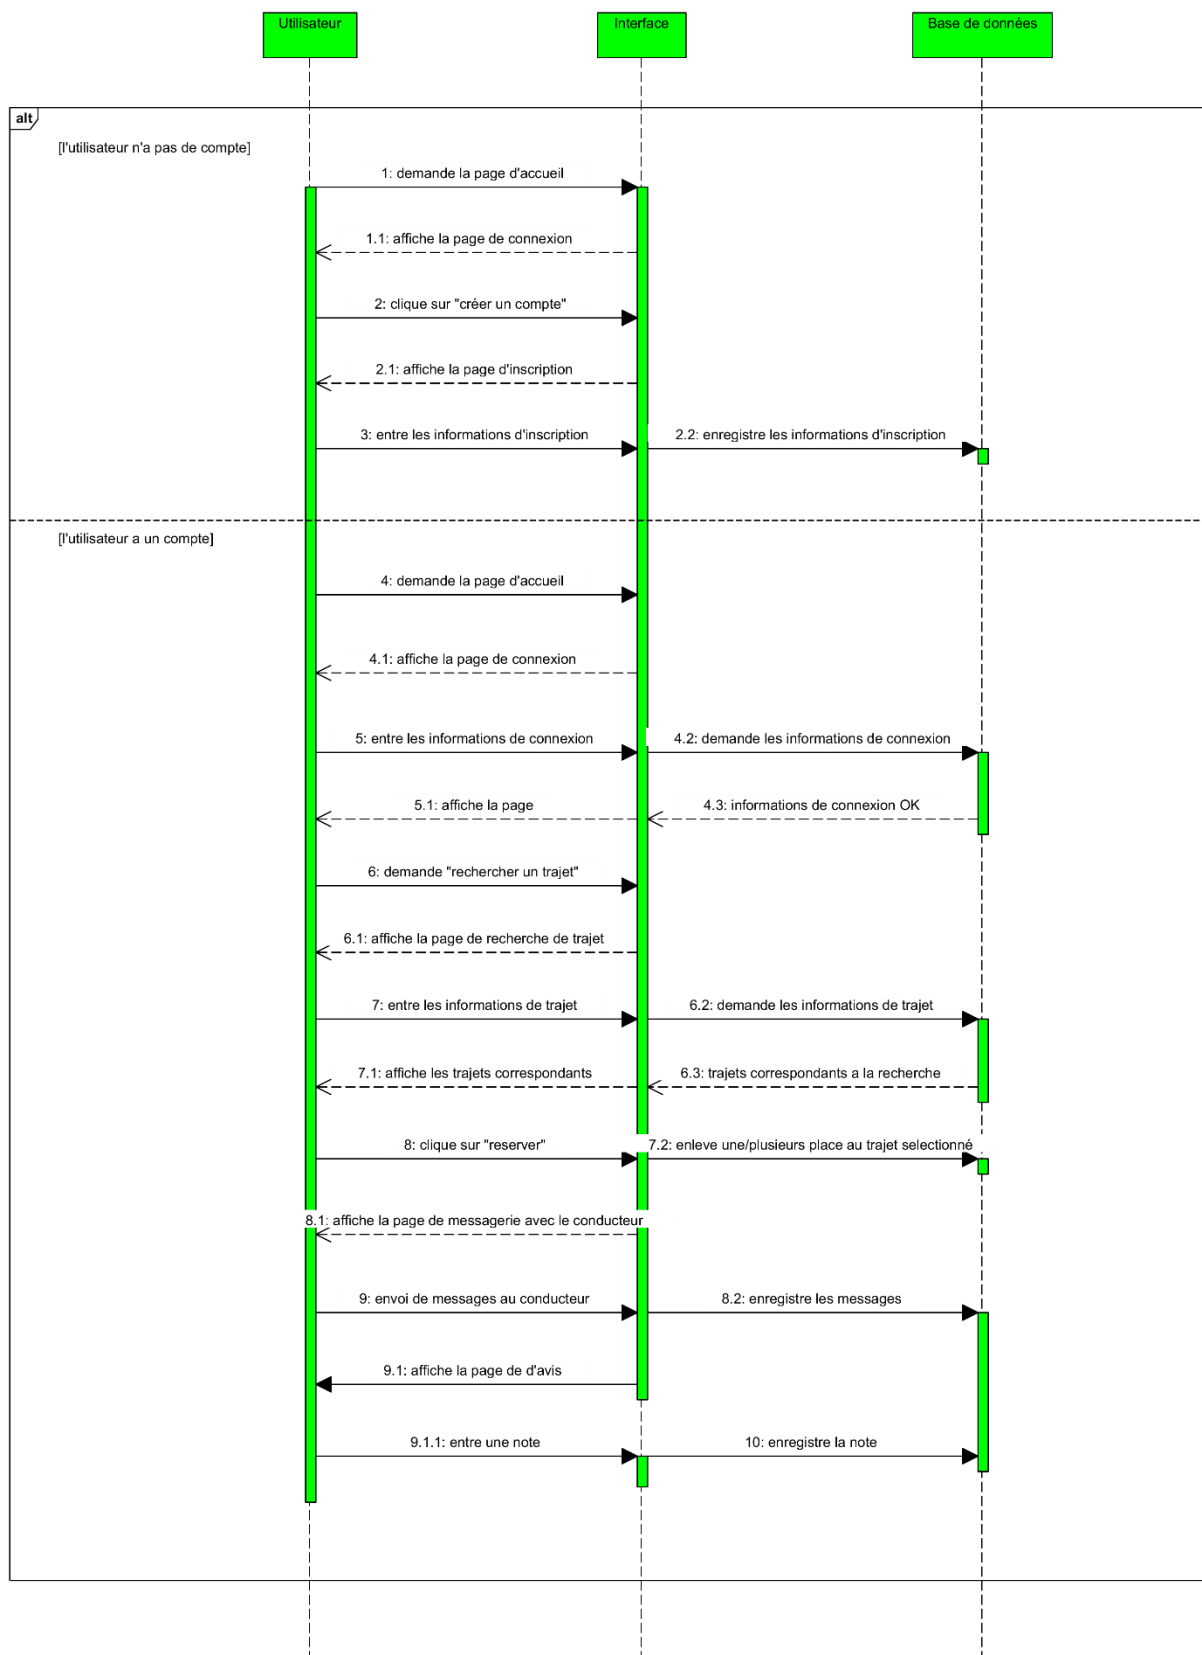 Utilisateur
Interface
Base de données
alt
[l'utilisateur n'a pas de compte]
1: demande la page d'accueil
1.1: affiche la page de connexion
2: clique sur "créer un compte"
2.1: affiche la page d'inscription
3: entre les informations d'inscription
2.2: enregistre les informations d'inscription
[l'utilisateur a un compte]
4: demande la page d'accueil
4.1: affiche la page de connexion
5: entre les informations de connexion
4.2: demande les informations de connexion
5.1: affiche la page
4.3: informations de connexion OK
6: demande "rechercher un trajet"
6.1: affiche la page de recherche de trajet
7: entre les informations de trajet
6.2: demande les informations de trajet
7.1: affiche les trajets correspondants
6.3: trajets correspondants a la recherche
8: clique sur "reserver"
7.2: enleve une/plusieurs place au trajet selectionné
8.1: affiche la page de messagerie avec le conducteur
9: envoi de messages au conducteur
8.2: enregistre les messages
9.1: affiche la page de d'avis
9.1.1: entre une note
10: enregistre la note